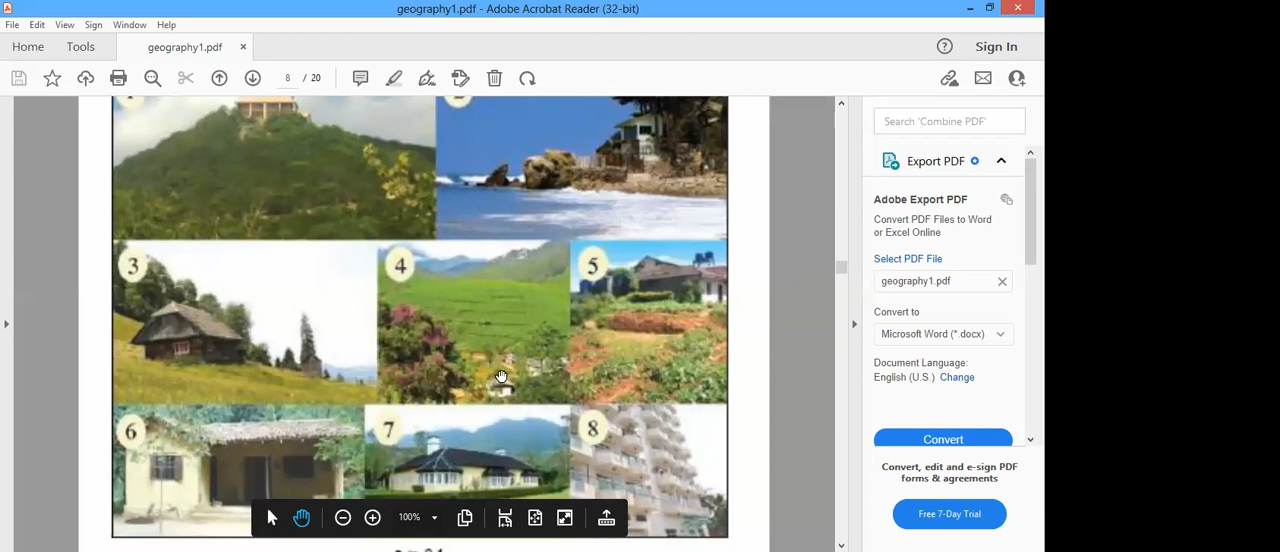 geography1.pdf - Adobe Acrobat Reader (32-bit)
File Edit View Sign Window Help
Home Tools geography1.pdf × Sign In
8 / 20
Search 'Combine PDF'
Export PDF
Adobe Export PDF
Convert PDF Files to Word
or Excel Online
Select PDF File
geography1.pdf
Convert to
Microsoft Word (*.docx)
Document Language:
English (U.S.) Change
Convert
Convert, edit and e-sign PDF
forms & agreements
Free 7-Day Trial
3 4 5
6 7 8
100%